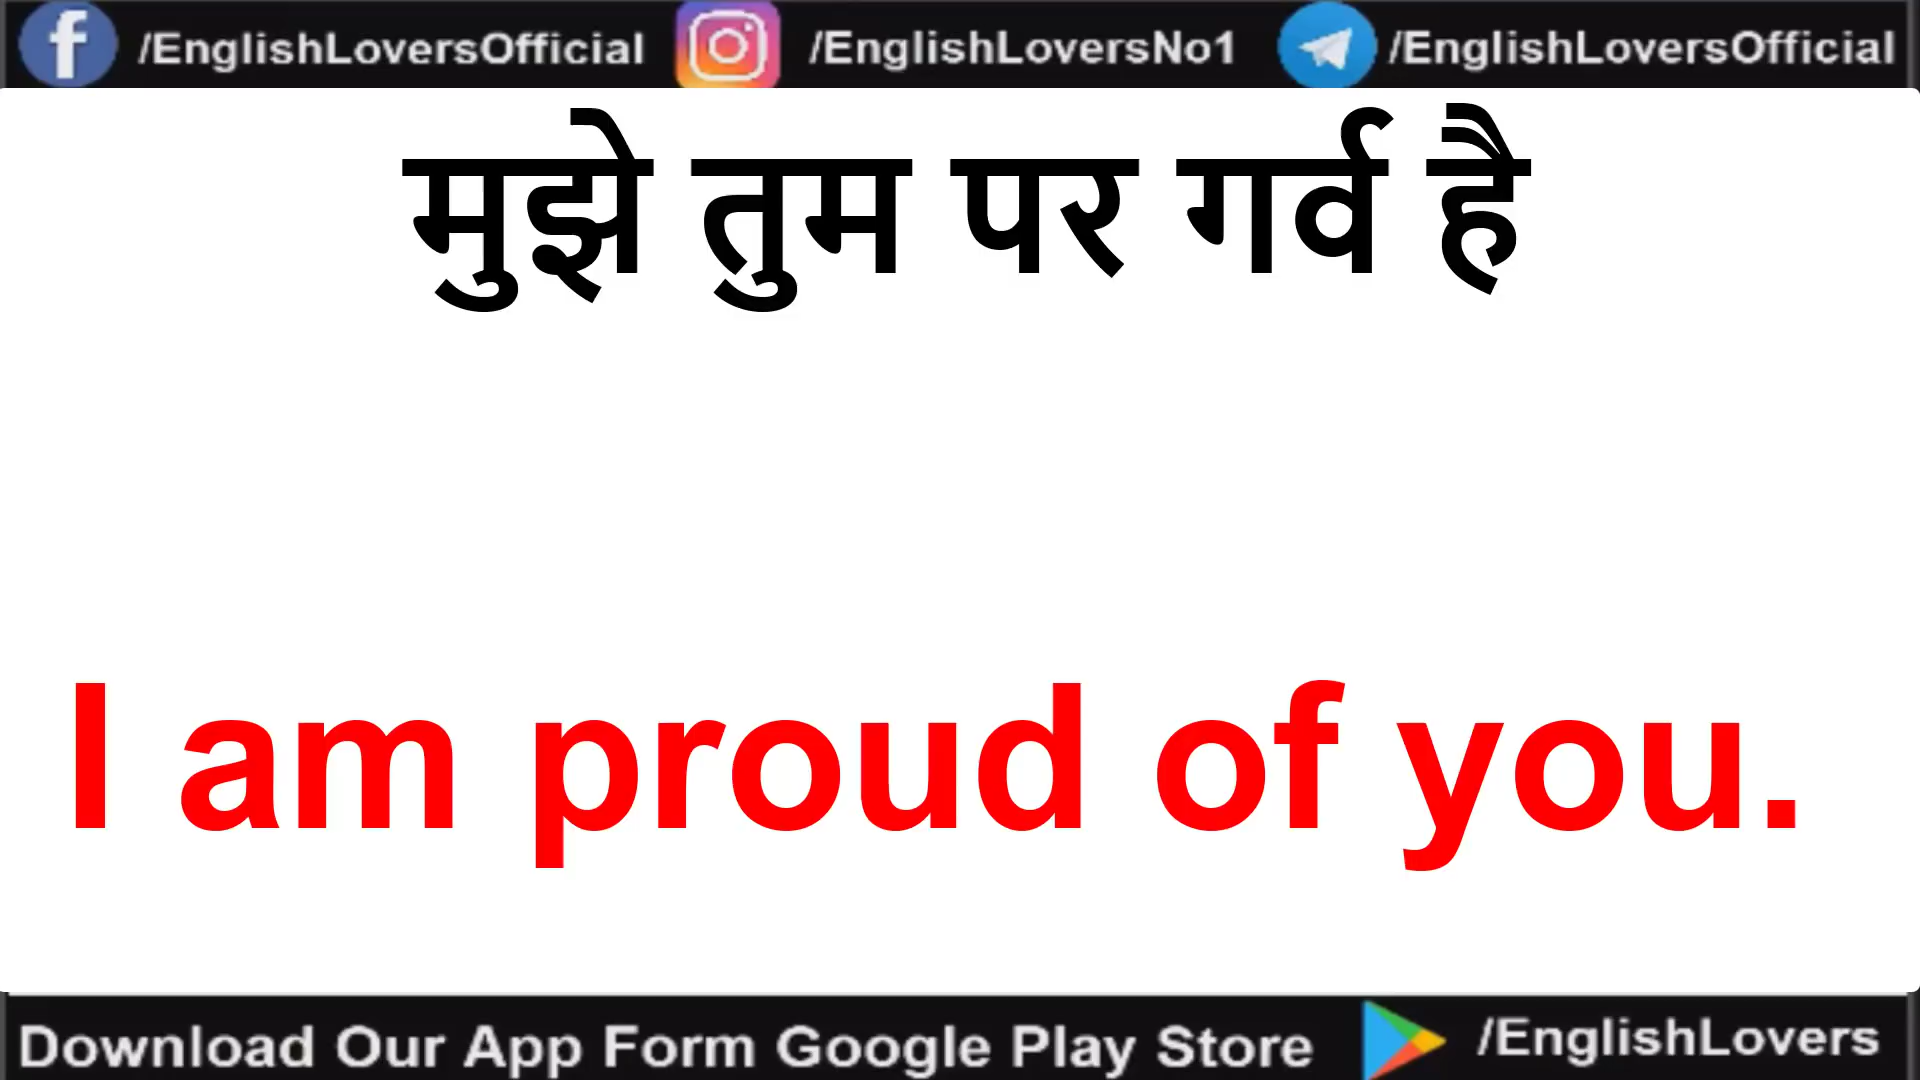 /EnglishLoversOfficial /EnglishLoversNo1 /EnglishLoversOfficial
मुझे तुम पर गर्व है
I am proud of you.
Download Our App Form Google Play Store /EnglishLovers